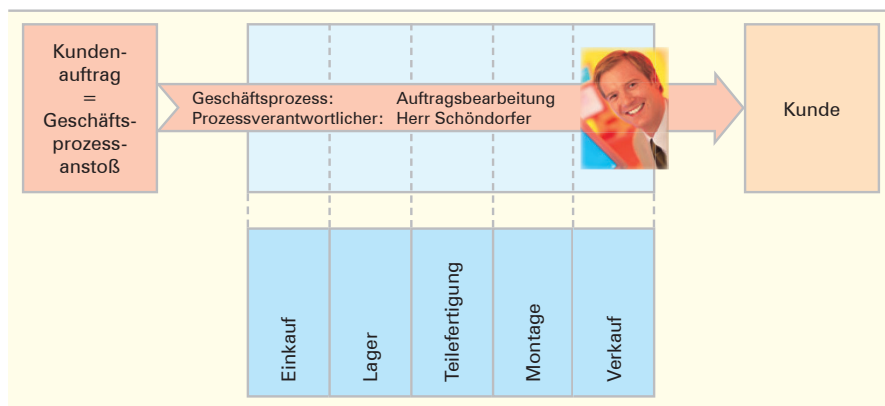 Kunden-
auftrag
=
Geschäfts-
prozess-
anstoß
Geschäftsprozess: Auftragsbearbeitung
Prozessverantwortlicher: Herr Schöndorfer
Kunde
Einkauf
Lager
Teilefertigung
Montage
Verkauf